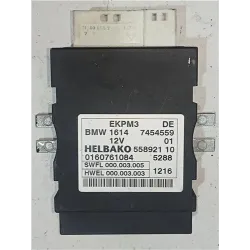 EKPM3 DE
BMW 1614 7454559
12V 01
HELBAKO 558921 10
0160761084 5288
SWFL 000.003.005
HWEL 000.003.003 1216